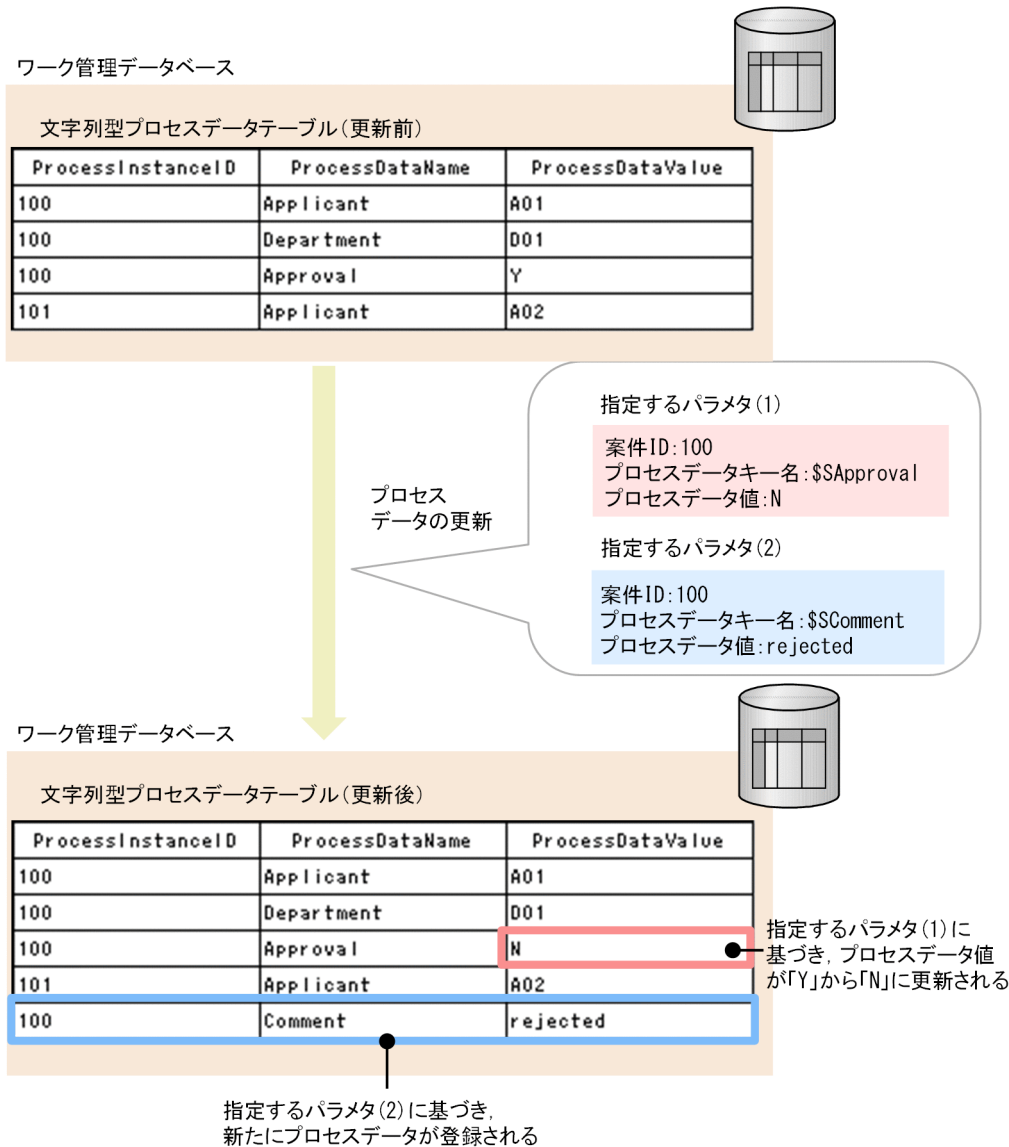 ワーク管理データベース
文字列型プロセスデータテーブル(更新前)
ProcessInstanceID ProcessDataName ProcessDataValue
100 Applicant A01
100 Department D01
100 Approval Y
101 Applicant A02
指定するパラメタ(1)
案件ID:100
プロセスデータキー名:$SApproval
プロセスデータ値:N
プロセス
データの更新
指定するパラメタ(2)
案件ID:100
プロセスデータキー名:$SComment
プロセスデータ値:rejected
ワーク管理データベース
文字列型プロセスデータテーブル(更新後)
ProcessInstanceID ProcessDataName ProcessDataValue
100 Applicant A01
100 Department D01
100 Approval N
101 Applicant A02
100 Comment rejected
指定するパラメタ(1)に
基づき,プロセスデータ値
が「Y」から「N」に更新される
指定するパラメタ(2)に基づき,
新たにプロセスデータが登録される